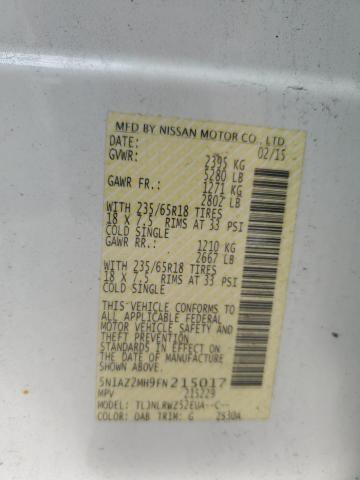 MFD BY NISSAN MOTOR CO., LTD
DATE: 02/15
GVWR: 2395 KG
5280 LB
GAWR FR.: 1271 KG
2802 LB
WITH 235/65R18 TIRES
18 X 7.5 RIMS AT 33 PSI
COLD SINGLE
GAWR RR.: 1210 KG
2667 LB
WITH 235/65R18 TIRES
18 X 7.5 RIMS AT 33 PSI
COLD SINGLE
THIS VEHICLE CONFORMS TO
ALL APPLICABLE FEDERAL
MOTOR VEHICLE SAFETY
AND THEFT PREVENTION
STANDARDS IN EFFECT ON
THE DATE OF MANUFACTURE
SHOWN ABOVE.
5N1AZ2MH9FN215017
MPV 215229
MODEL: TLJNLRWZ52EUA--C--
COLOR: QAB TRIM: G 2S30A